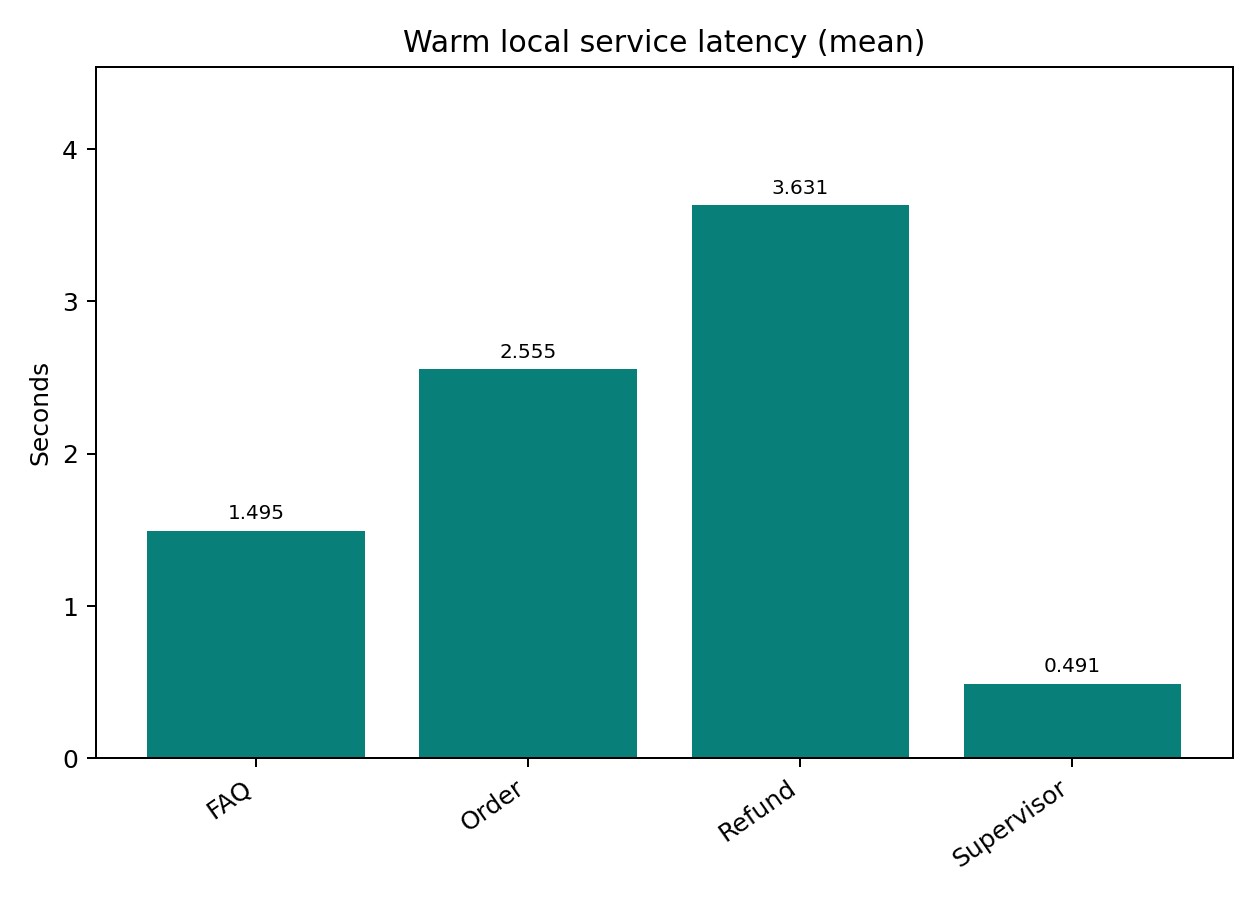 Warm local service latency (mean)
Seconds
4
3
2
1
0
1.495
2.555
3.631
0.491
FAQ
Order
Refund
Supervisor